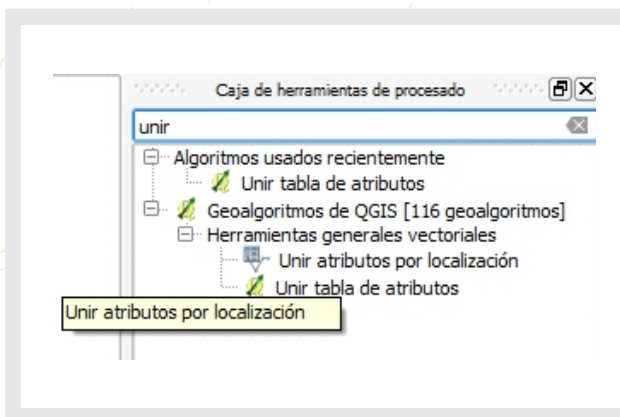 Caja de herramientas de procesado
unir
Algoritmos usados recientemente
Unir tabla de atributos
Geoalgoritmos de QGIS [116 geoalgoritmos]
Herramientas generales vectoriales
Unir atributos por localización
Unir tabla de atributos
Unir atributos por localización